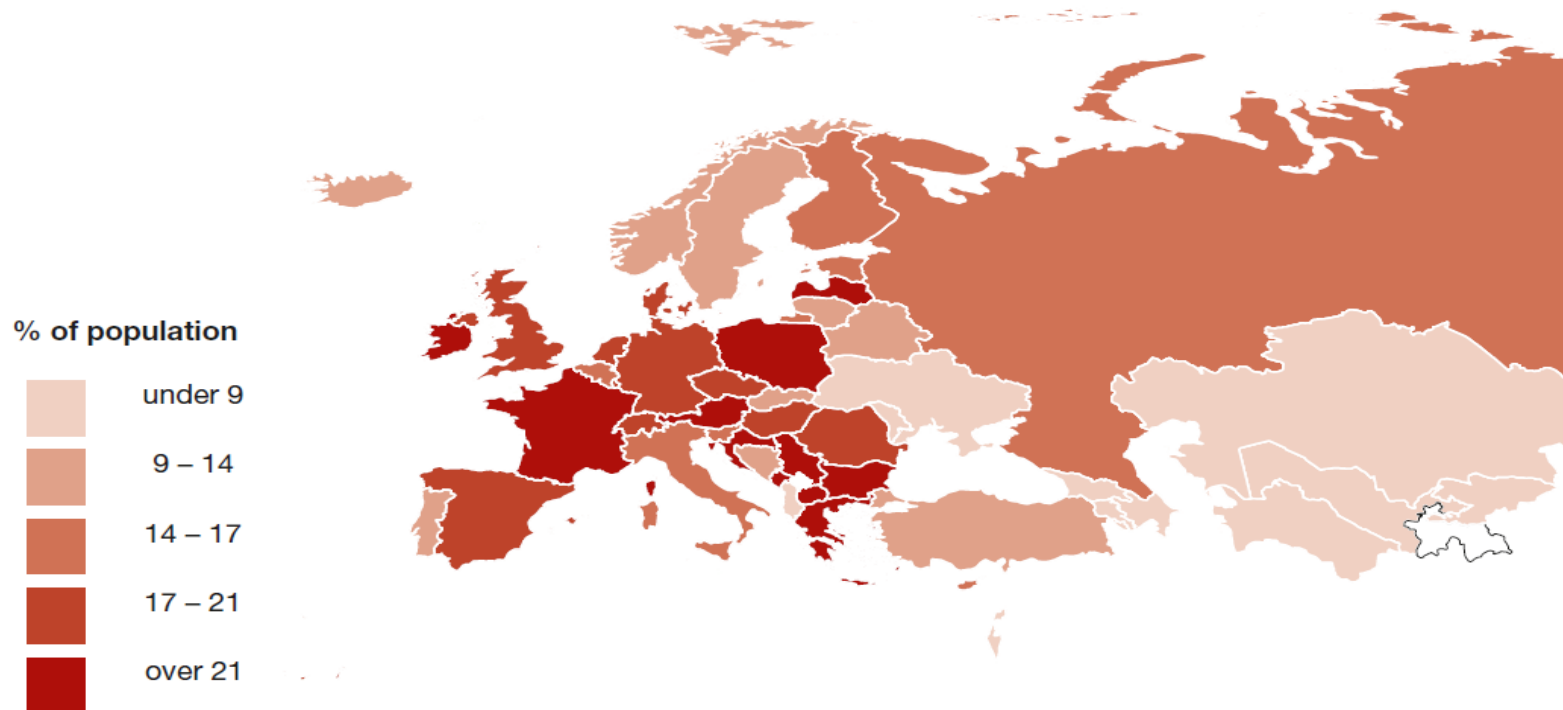 % of population
under 9
9 – 14
14 – 17
17 – 21
over 21